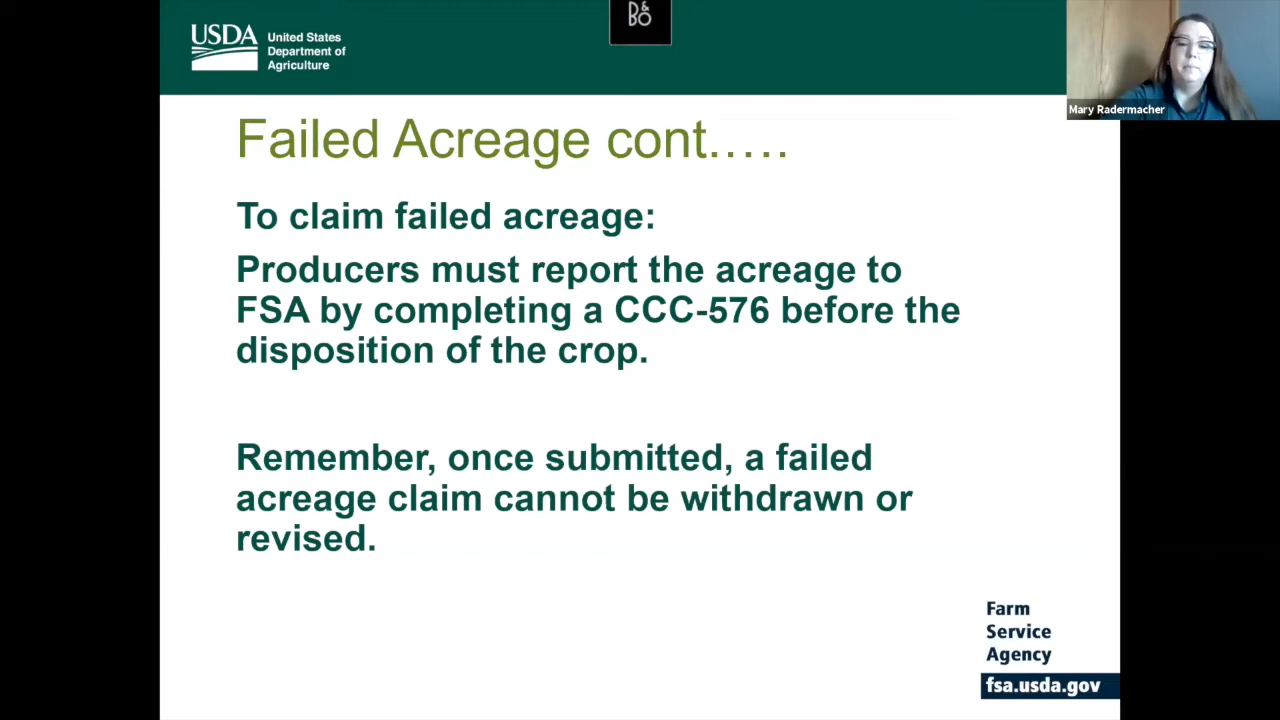 USDA
United States
Department of
Agriculture
B&O
Mary Radermacher
Failed Acreage cont.….
To claim failed acreage:
Producers must report the acreage to
FSA by completing a CCC-576 before the
disposition of the crop.
Remember, once submitted, a failed
acreage claim cannot be withdrawn or
revised.
Farm
Service
Agency
fsa.usda.gov